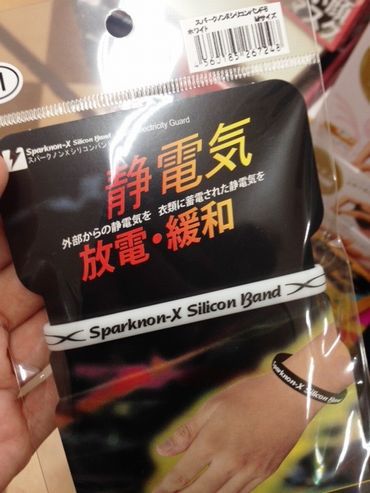 スパークノンXシリコンバンド-B
ホワイト Mサイズ
4560185267248
Sparknon-X Silicon Band Electricity Guard
スパークノンXシリコンバンド
静電気
外部からの静電気を 衣類に蓄電された静電気を
放電・緩和
Sparknon-X Silicon Band
Sparknon-X Silicon Band